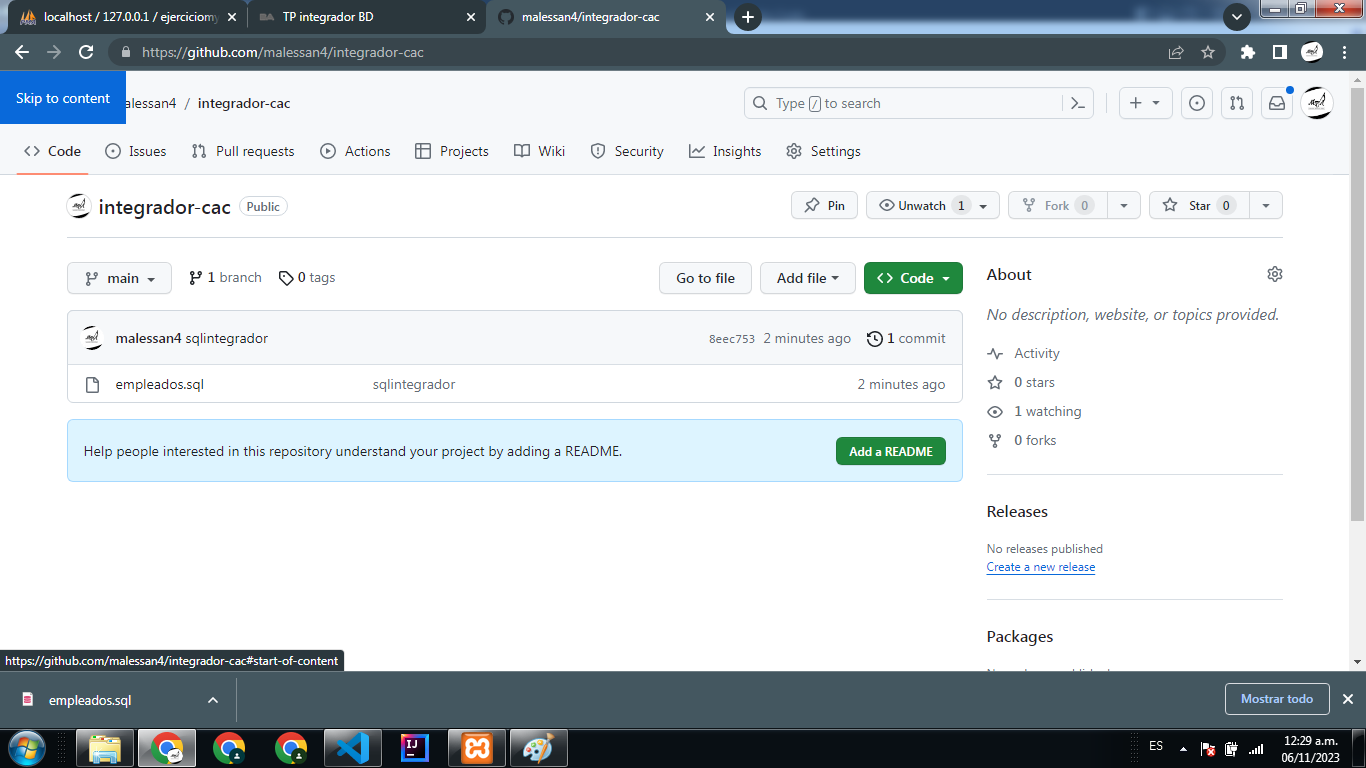 localhost / 127.0.0.1 / ejerciciomy
TP integrador BD
malessan4/integrador-cac
https://github.com/malessan4/integrador-cac
Skip to content
alessan4 / integrador-cac
Type / to search
Code Issues Pull requests Actions Projects Wiki Security Insights Settings
integrador-cac Public
Pin Unwatch 1 Fork 0 Star 0
main 1 branch 0 tags Go to file Add file Code
malessan4 sqlintegrador 8eec753 2 minutes ago 1 commit
empleados.sql sqlintegrador 2 minutes ago
Help people interested in this repository understand your project by adding a README. Add a README
About
No description, website, or topics provided.
Activity
0 stars
1 watching
0 forks
Releases
No releases published
Create a new release
Packages
https://github.com/malessan4/integrador-cac#start-of-content
empleados.sql Mostrar todo
ES 12:29 a.m.
06/11/2023